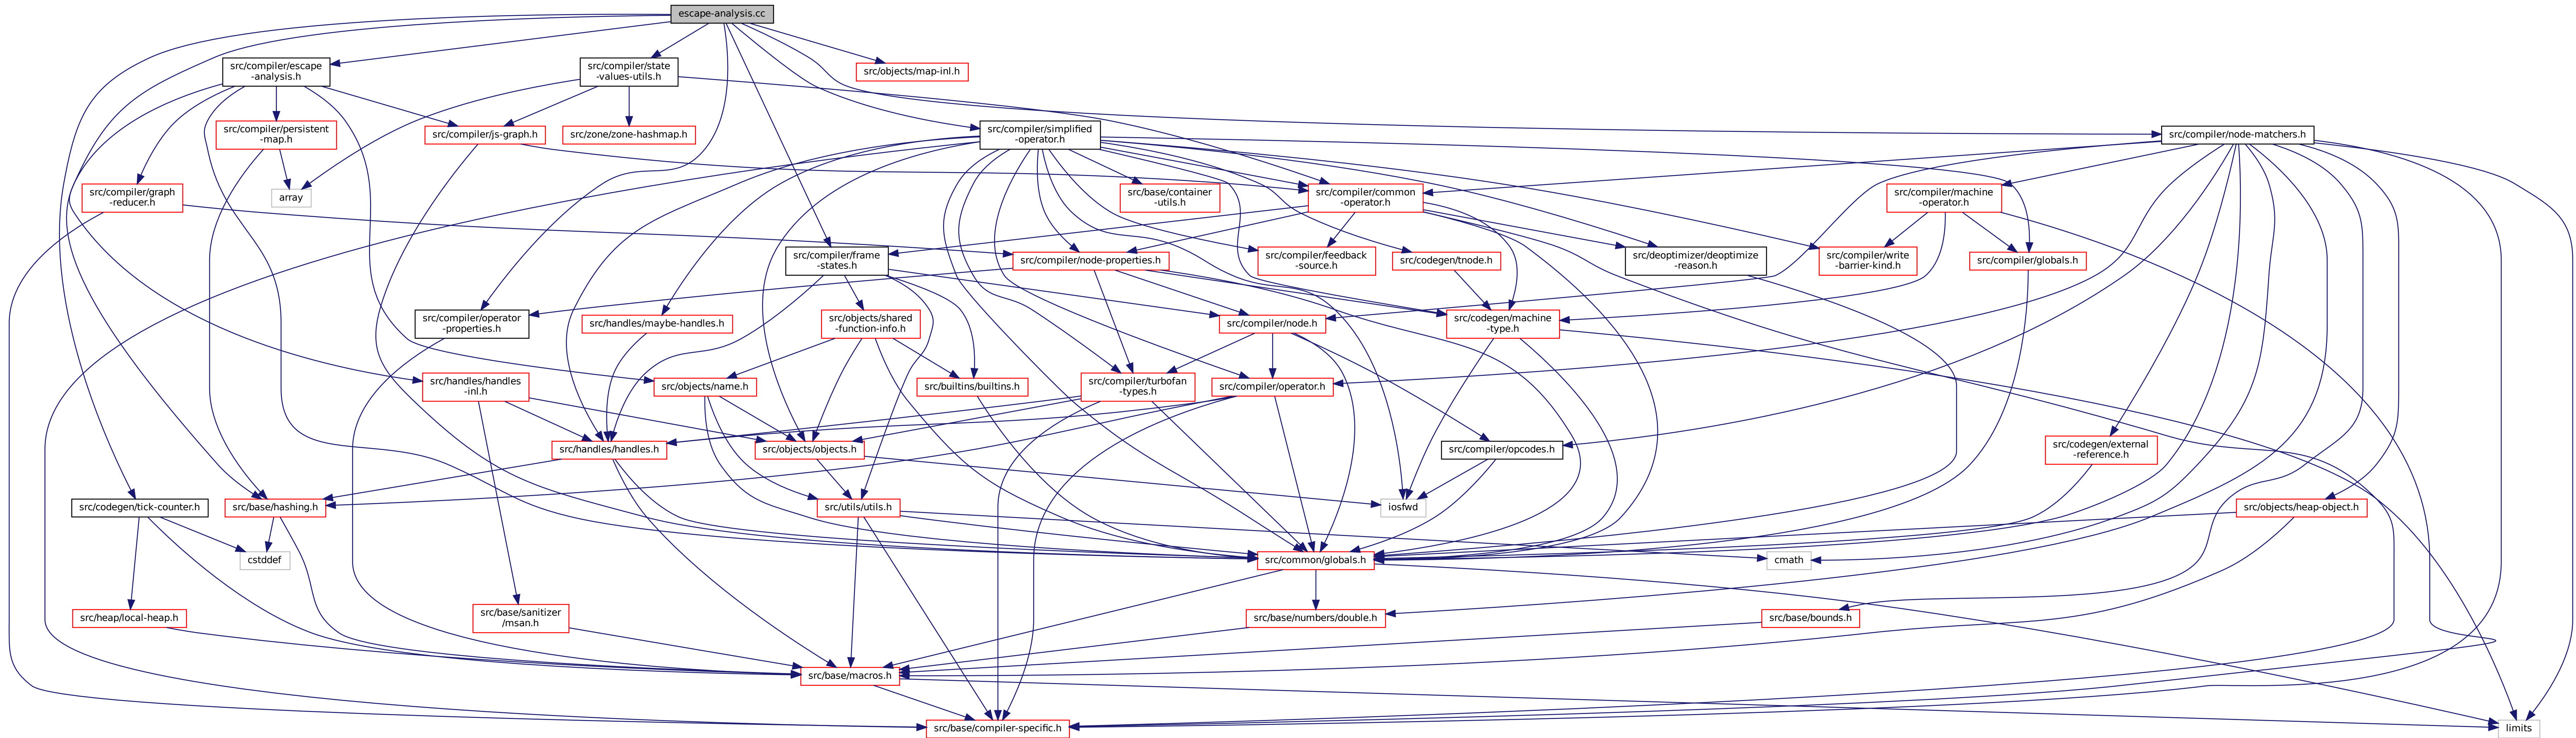 escape-analysis.cc
src/compiler/escape
-analysis.h
src/compiler/state
-values-utils.h
src/objects/map-inl.h
src/compiler/persistent
-map.h
src/compiler/js-graph.h
src/zone/zone-hashmap.h
src/compiler/simplified
-operator.h
src/compiler/node-matchers.h
src/compiler/graph
-reducer.h
array
src/base/container
-utils.h
src/compiler/common
-operator.h
src/compiler/machine
-operator.h
src/compiler/frame
-states.h
src/compiler/node-properties.h
src/compiler/feedback
-source.h
src/codegen/tnode.h
src/deoptimizer/deoptimize
-reason.h
src/compiler/write
-barrier-kind.h
src/compiler/globals.h
src/compiler/operator
-properties.h
src/handles/maybe-handles.h
src/objects/shared
-function-info.h
src/compiler/node.h
src/codegen/machine
-type.h
src/handles/handles
-inl.h
src/objects/name.h
src/builtins/builtins.h
src/compiler/turbofan
-types.h
src/compiler/operator.h
src/handles/handles.h
src/objects/objects.h
src/compiler/opcodes.h
src/codegen/external
-reference.h
src/codegen/tick-counter.h
src/base/hashing.h
src/utils/utils.h
iosfwd
src/objects/heap-object.h
cstddef
src/common/globals.h
cmath
src/heap/local-heap.h
src/base/sanitizer
/msan.h
src/base/numbers/double.h
src/base/bounds.h
src/base/macros.h
src/base/compiler-specific.h
limits